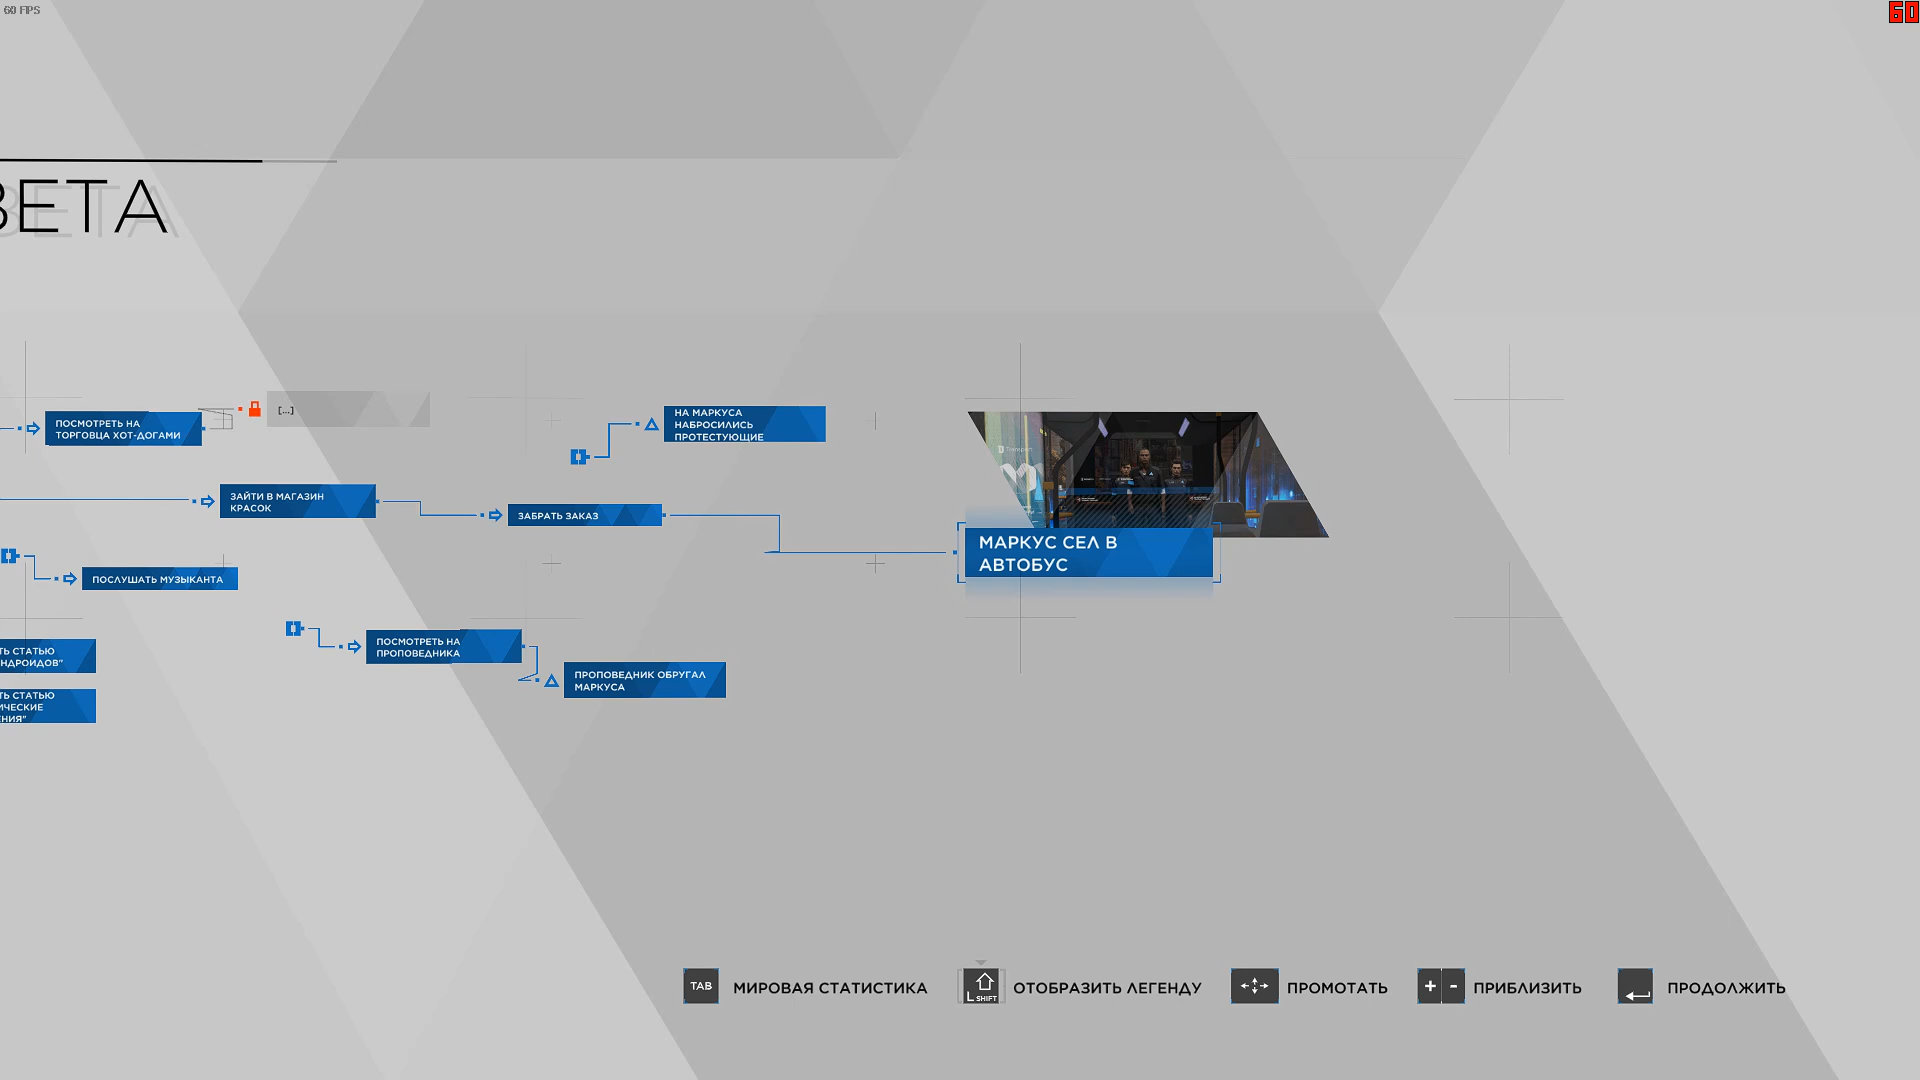 60 FPS
60
ВЕТА
ПОСМОТРЕТЬ НА
ТОРГОВЦА ХОТ-ДОГАМИ
[...]
НА МАРКУСА
НАБРОСИЛИСЬ
ПРОТЕСТУЮЩИЕ
ЗАЙТИ В МАГАЗИН
КРАСОК
ЗАБРАТЬ ЗАКАЗ
МАРКУС СЕЛ В
АВТОБУС
ПОСЛУШАТЬ МУЗЫКАНТА
ПОСМОТРЕТЬ НА
ПРОПОВЕДНИКА
ТЬ СТАТЬЮ
НДРОИДОВ"
ПРОПОВЕДНИК ОБРУГАЛ
МАРКУСА
ТЬ СТАТЬЮ
ИЧЕСКИЕ
ЕНИЯ"
TAB
МИРОВАЯ СТАТИСТИКА
L SHIFT
ОТОБРАЗИТЬ ЛЕГЕНДУ
ПРОМОТАТЬ
+ -
ПРИБЛИЗИТЬ
ПРОДОЛЖИТЬ